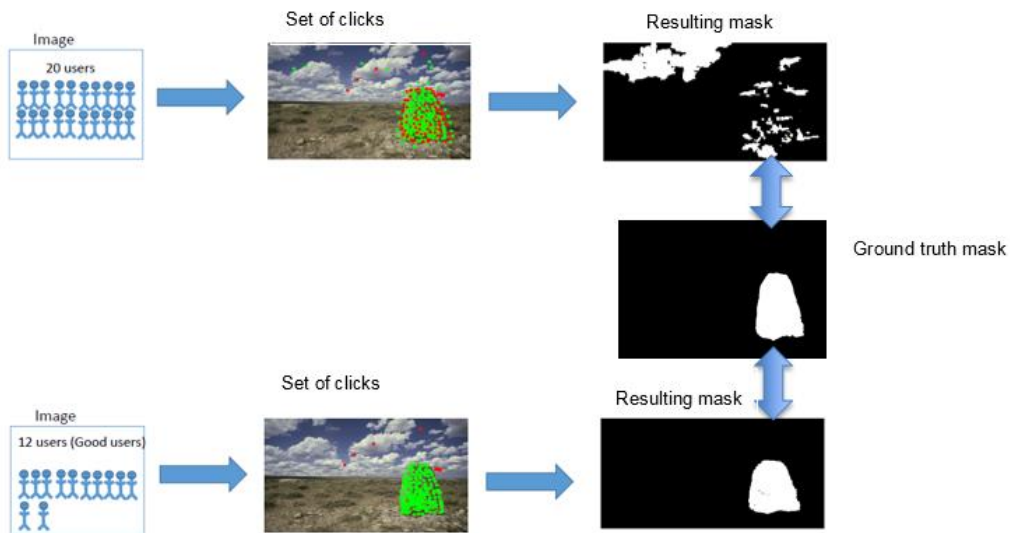 Image
20 users
Set of clicks
Resulting mask
Ground truth mask
Set of clicks
Resulting mask
Image
12 users (Good users)